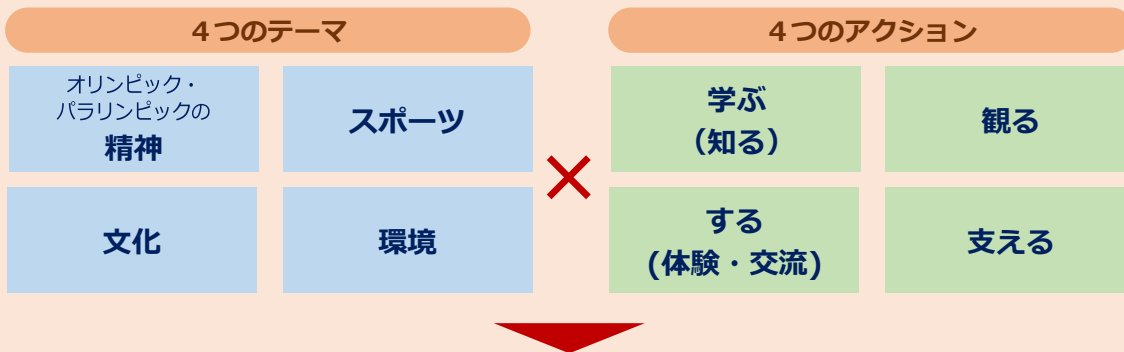 ４つのテーマ
オリンピック・
パラリンピックの
精神
スポーツ
文化
環境
×
４つのアクション
学ぶ
（知る）
観る
する
(体験・交流)
支える